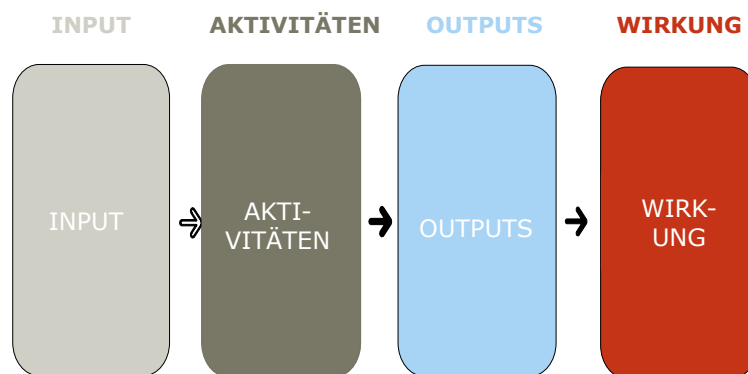 INPUT AKTIVITÄTEN OUTPUTS WIRKUNG
INPUT
AKTI-
VITÄTEN
OUTPUTS
WIRK-
UNG